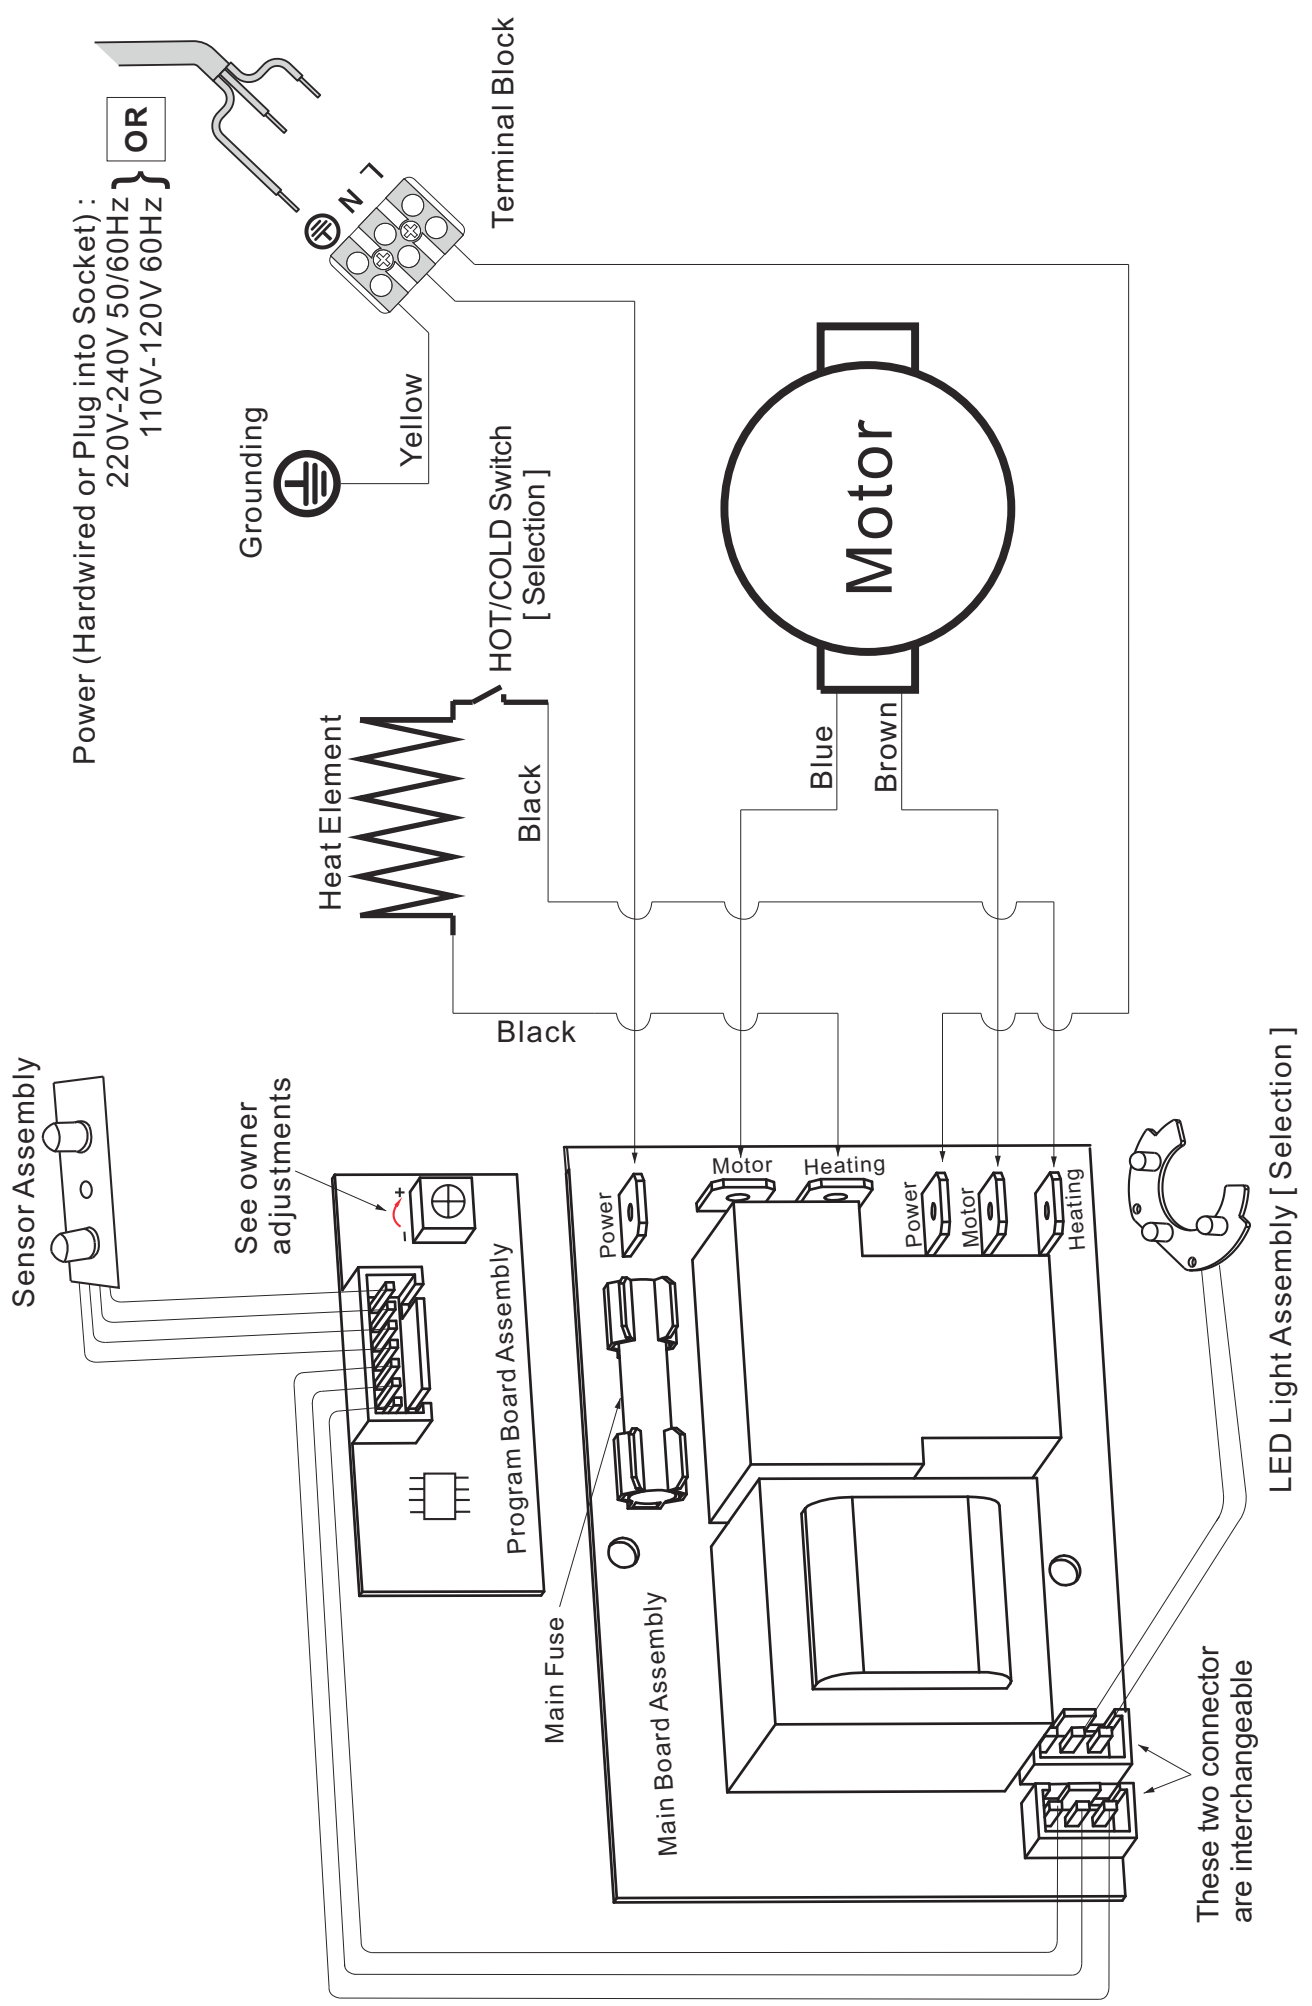 Power (Hardwired or Plug into Socket) :
220V-240V 50/60Hz
110V-120V 60Hz
} OR
L
N
Terminal Block
Grounding
Yellow
HOT/COLD Switch
[ Selection ]
Heat Element
Black
Black
Motor
Blue
Brown
Sensor Assembly
See owner
adjustments
− +
Program Board Assembly
Power
Motor
Heating
Power
Motor
Heating
Main Fuse
Main Board Assembly
LED Light Assembly [ Selection ]
These two connector
are interchangeable